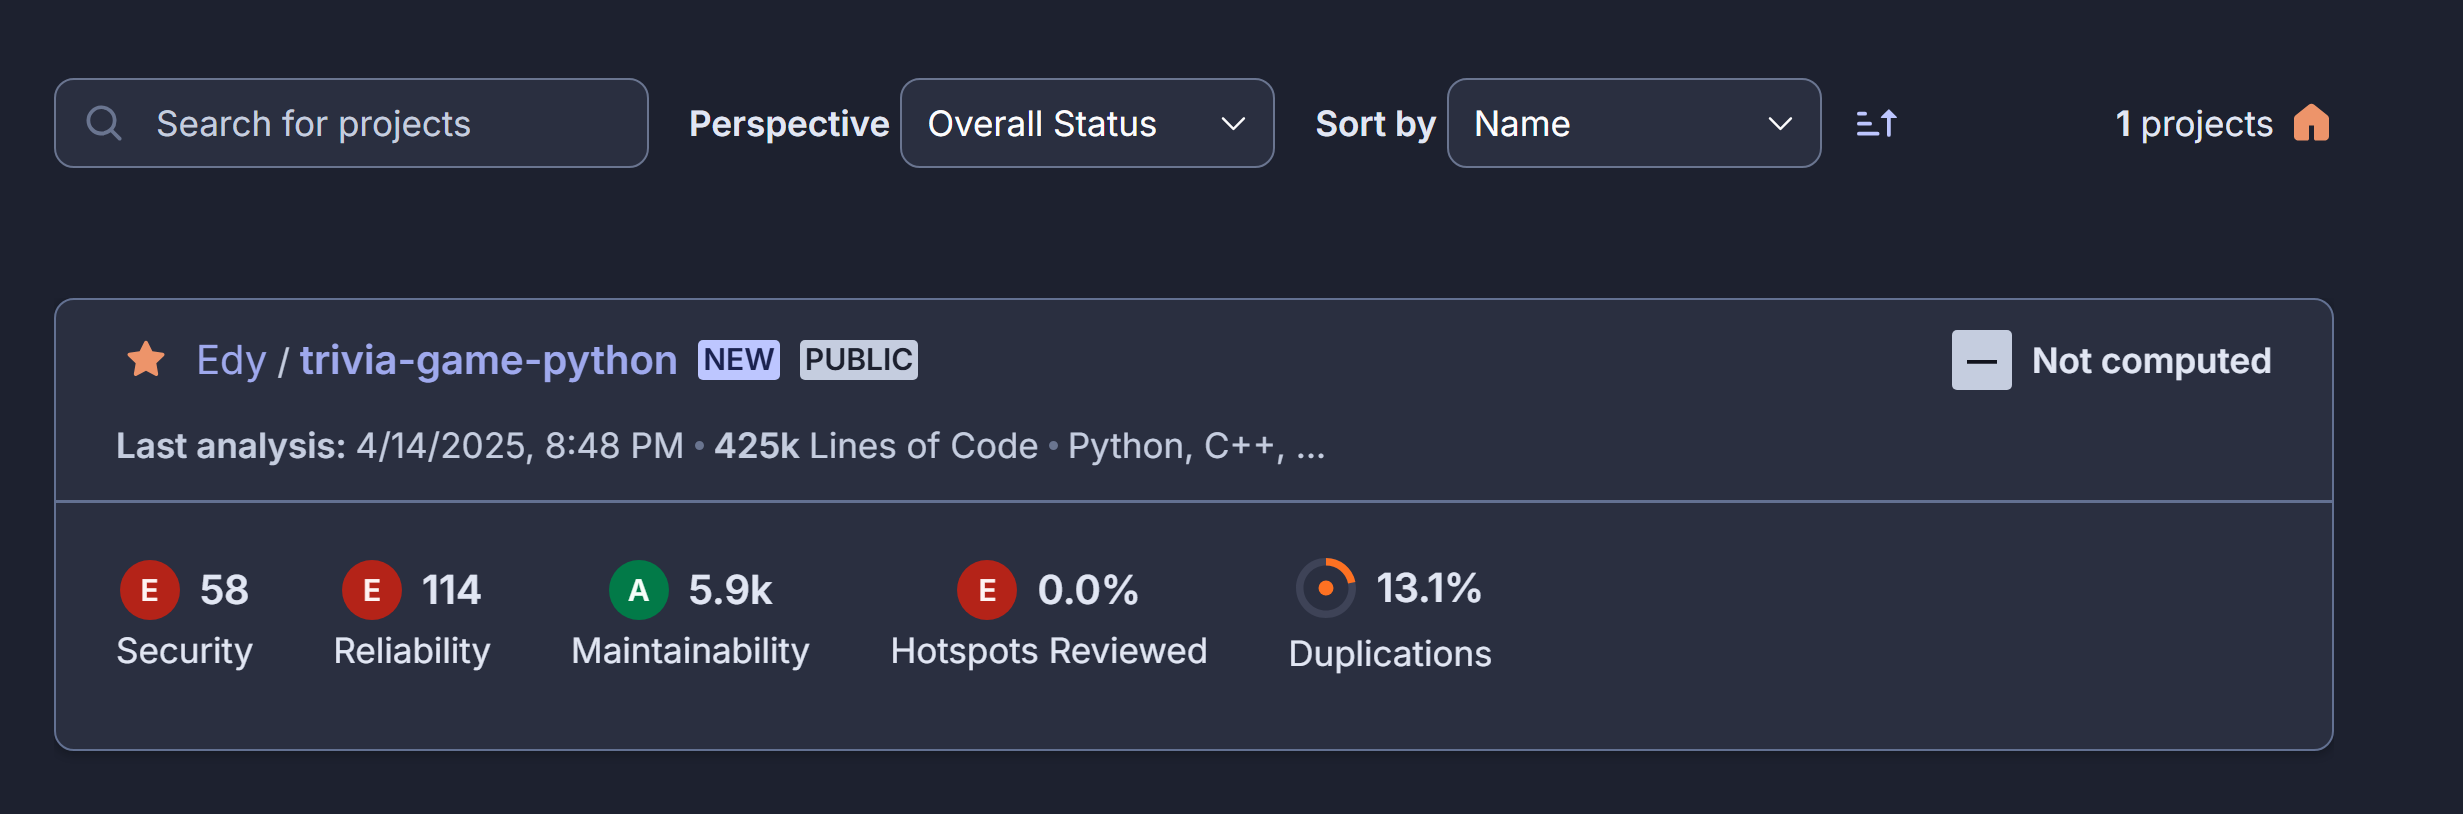 Search for projects Perspective Overall Status Sort by Name 1 projects
Edy / trivia-game-python NEW PUBLIC Not computed
Last analysis: 4/14/2025, 8:48 PM • 425k Lines of Code • Python, C++, ...
E 58 E 114 A 5.9k E 0.0% 13.1%
Security Reliability Maintainability Hotspots Reviewed Duplications